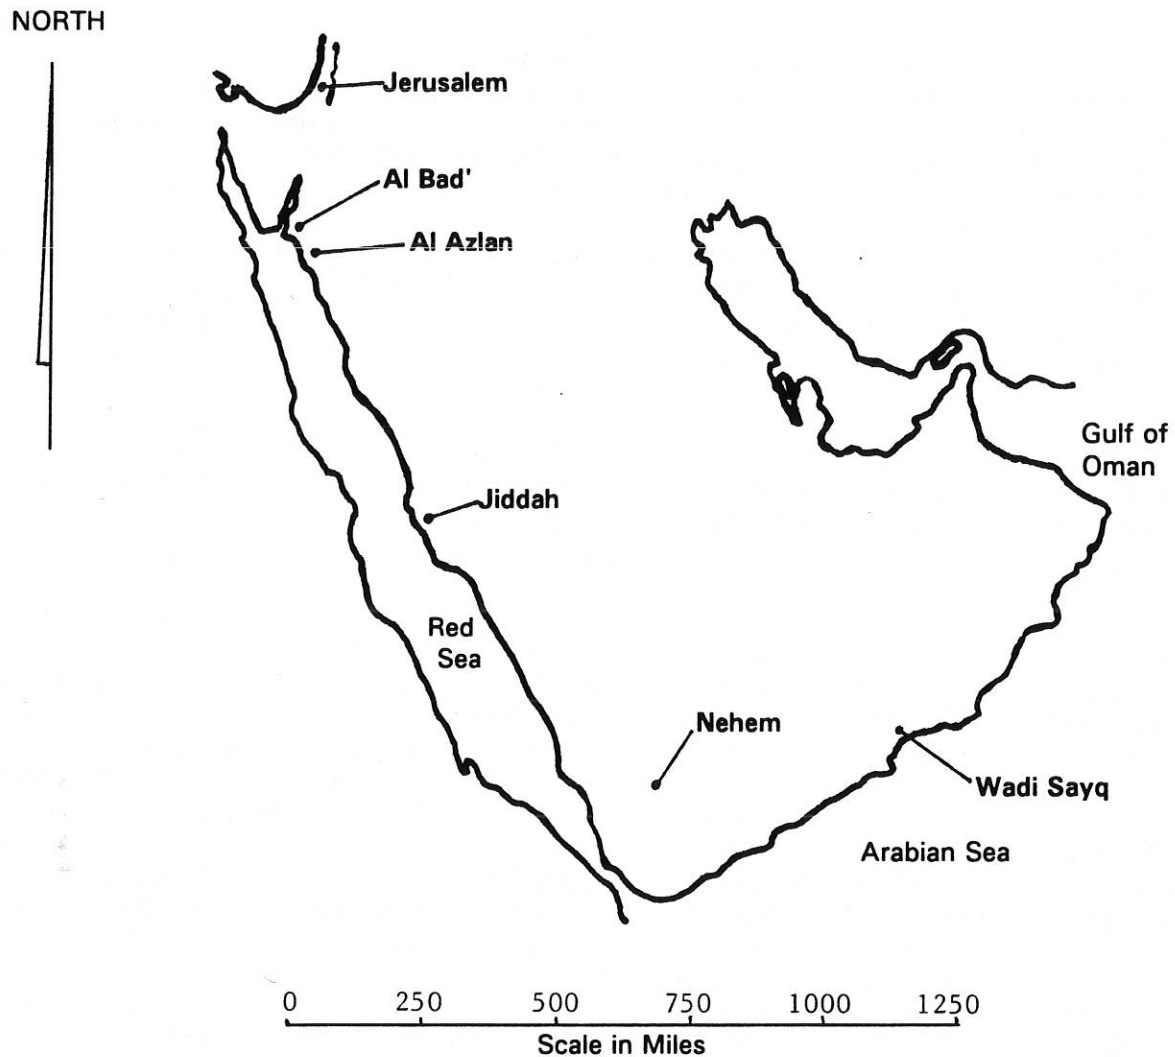 NORTH
Jerusalem
Al Bad'
Al Azlan
Gulf of
Oman
Jiddah
Red
Sea
Nehem
Wadi Sayq
Arabian Sea
0 250 500 750 1000 1250
Scale in Miles